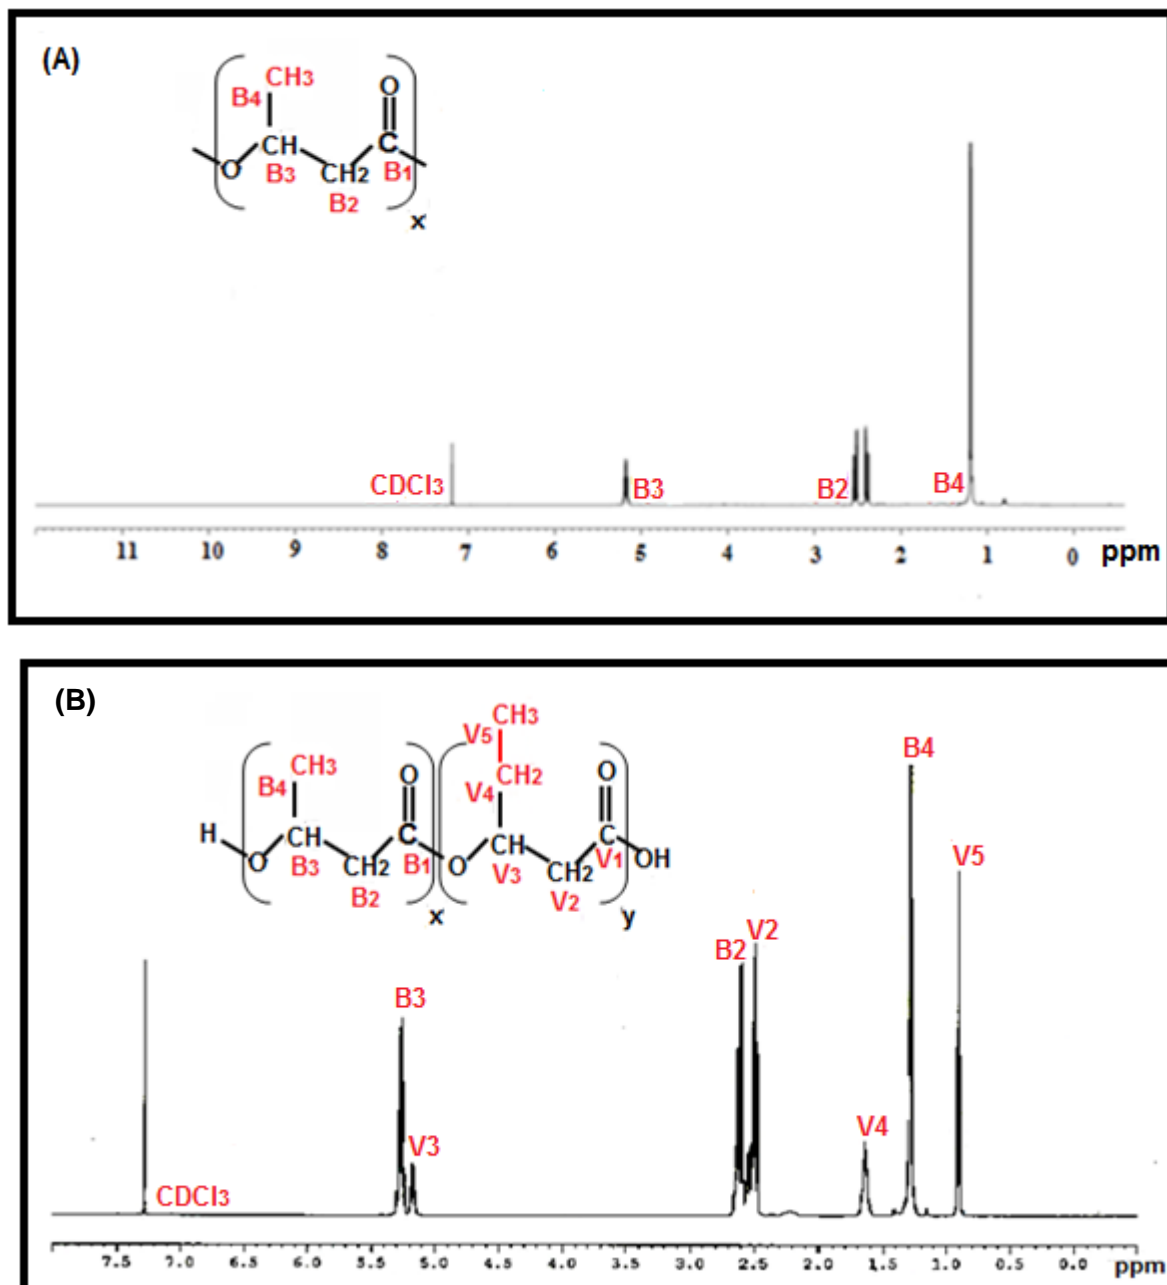 (A)
CH3
B4
O
CH
C
O
B3
CH2
B1
B2
x
CDCl3
B3
B2
B4
11 10 9 8 7 6 5 4 3 2 1 0 ppm
(B)
CH3
V5
B4
CH3
O
CH2
O
B4
V4
H
CH
C
CH
C
O
B3
CH2
B1
O
V3
CH2
V1
OH
B2
V2
x
y
V5
B2
V2
B3
V4
V3
CDCl3
7.5 7.0 6.5 6.0 5.5 5.0 4.5 4.0 3.5 3.0 2.5 2.0 1.5 1.0 0.5 0.0 ppm